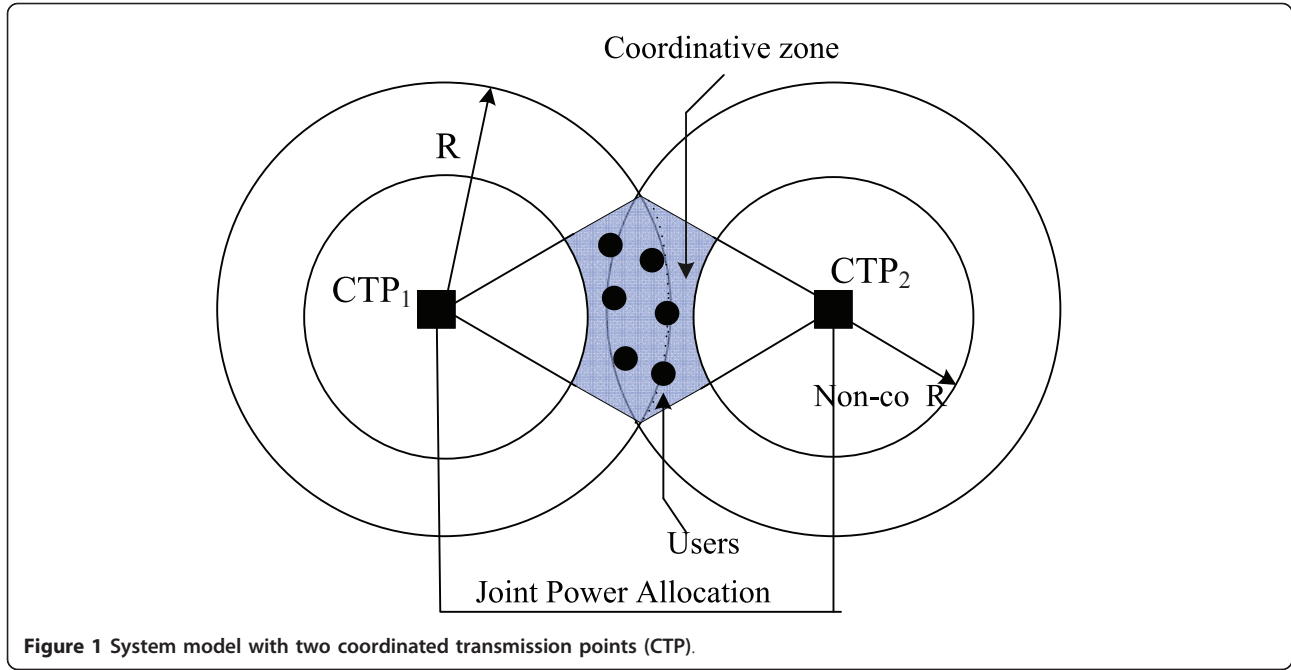 Coordinative zone
R
CTP₁
CTP₂
Non-co R
Users
Joint Power Allocation
Figure 1 System model with two coordinated transmission points (CTP).